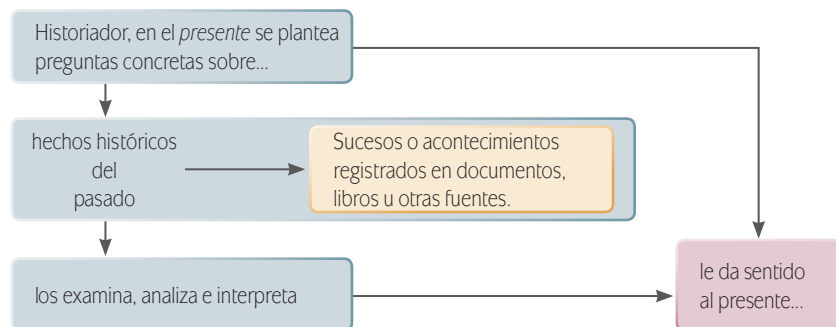 Historiador, en el presente se plantea
preguntas concretas sobre...
hechos históricos
del
pasado
Sucesos o acontecimientos
registrados en documentos,
libros u otras fuentes.
los examina, analiza e interpreta
le da sentido
al presente...